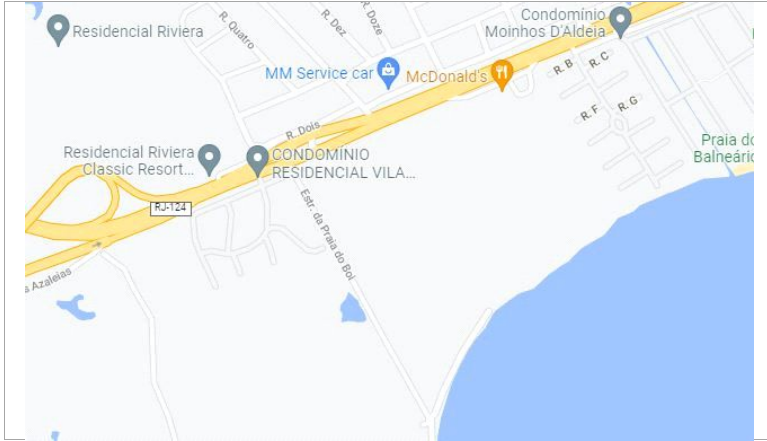 Residencial Riviera
R. Quatro
R. Dez
R. Doze
Condomínio
Moinhos D'Aldeia
MM Service car
McDonald's
R. B
R. C
R. F
R. G
R. Dois
Praia do
Balneário
Residencial Riviera
Classic Resort...
CONDOMINIO
RESIDENCIAL VILA...
RJ-124
Estr. da Praia do Boi
s Azaleias